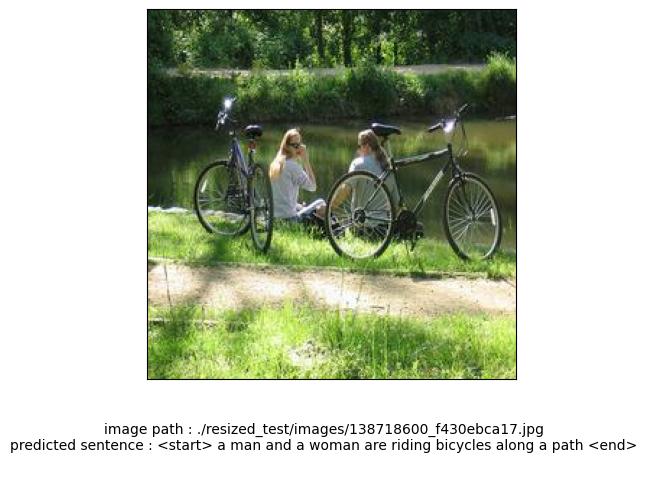 image path : ./resized_test/images/138718600_f430ebca17.jpg
predicted sentence : <start> a man and a woman are riding bicycles along a path <end>